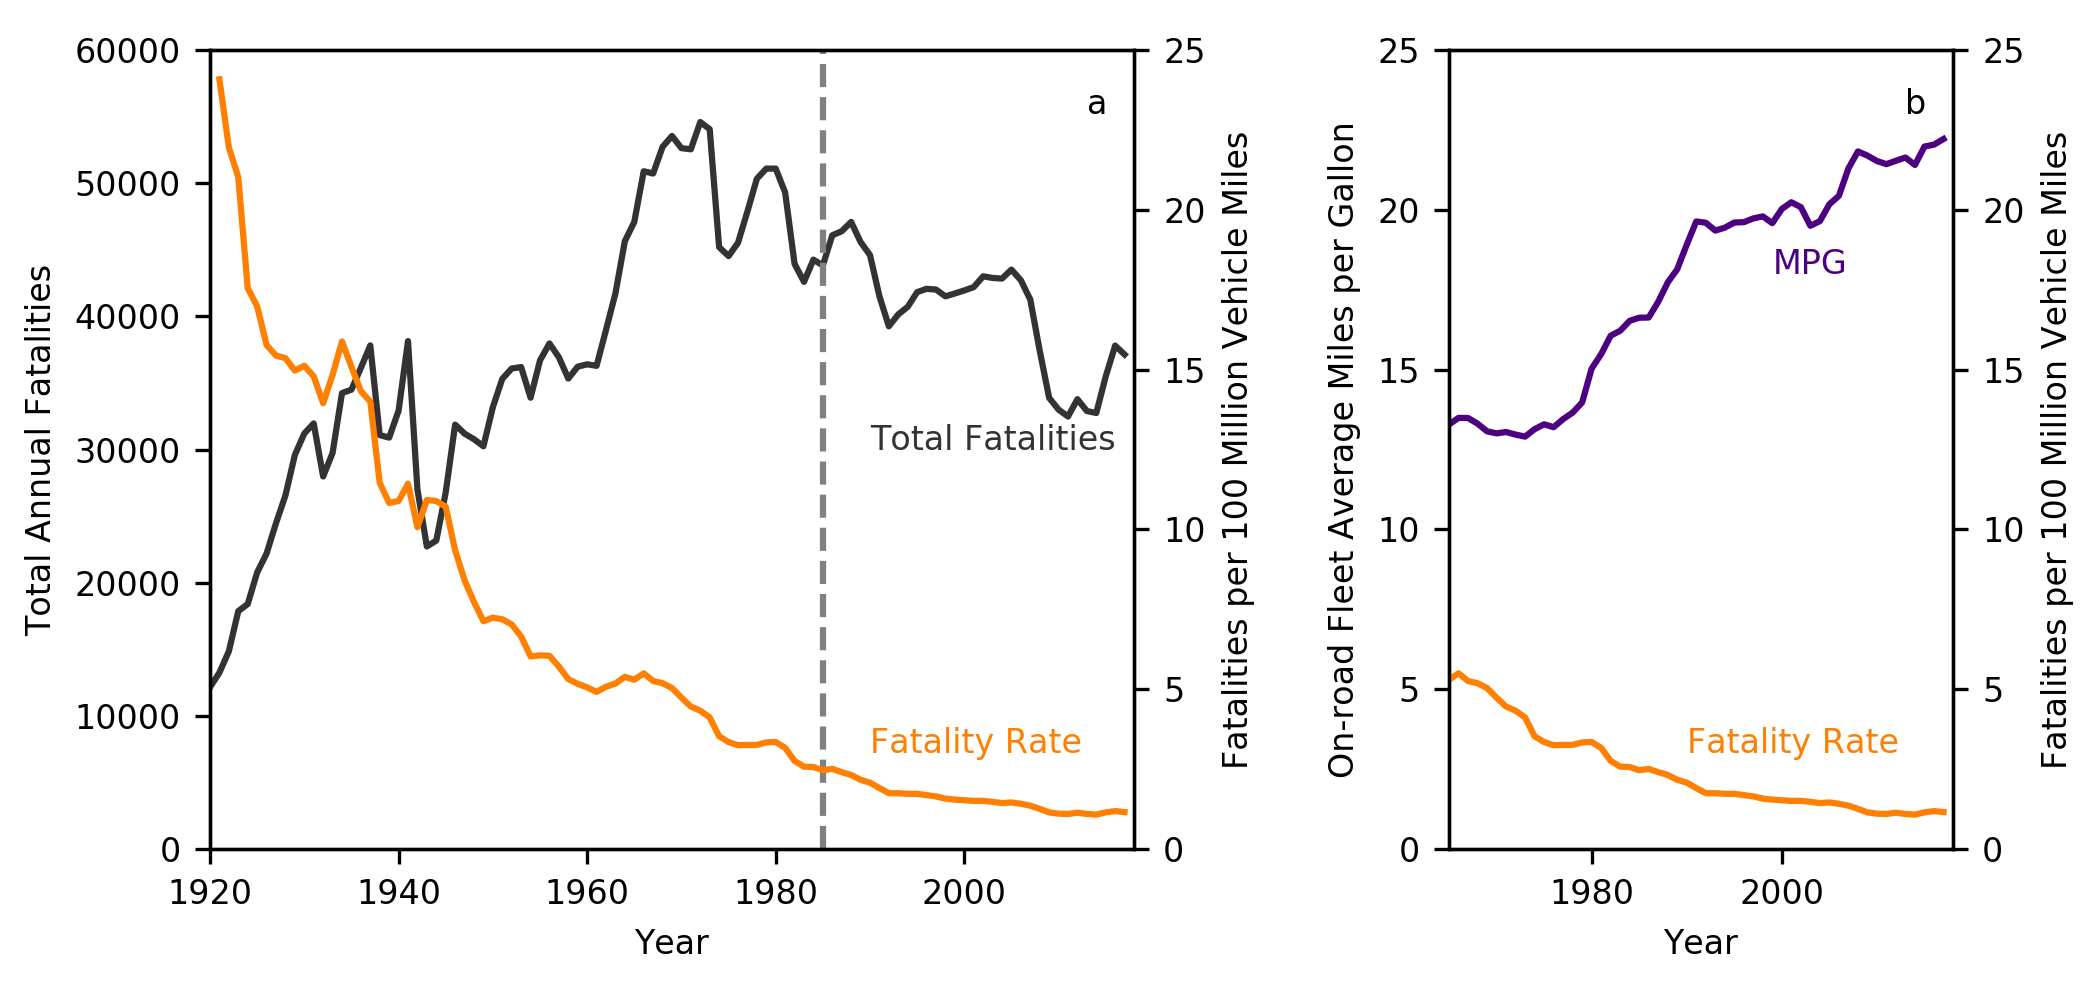 60000
50000
40000
30000
20000
10000
0
Total Annual Fatalities
1920
1940
1960
1980
2000
Year
25
20
15
10
5
0
Fatalities per 100 Million Vehicle Miles
a
Total Fatalities
Fatality Rate
25
20
15
10
5
0
On-road Fleet Average Miles per Gallon
1980
2000
Year
25
20
15
10
5
0
Fatalities per 100 Million Vehicle Miles
b
MPG
Fatality Rate